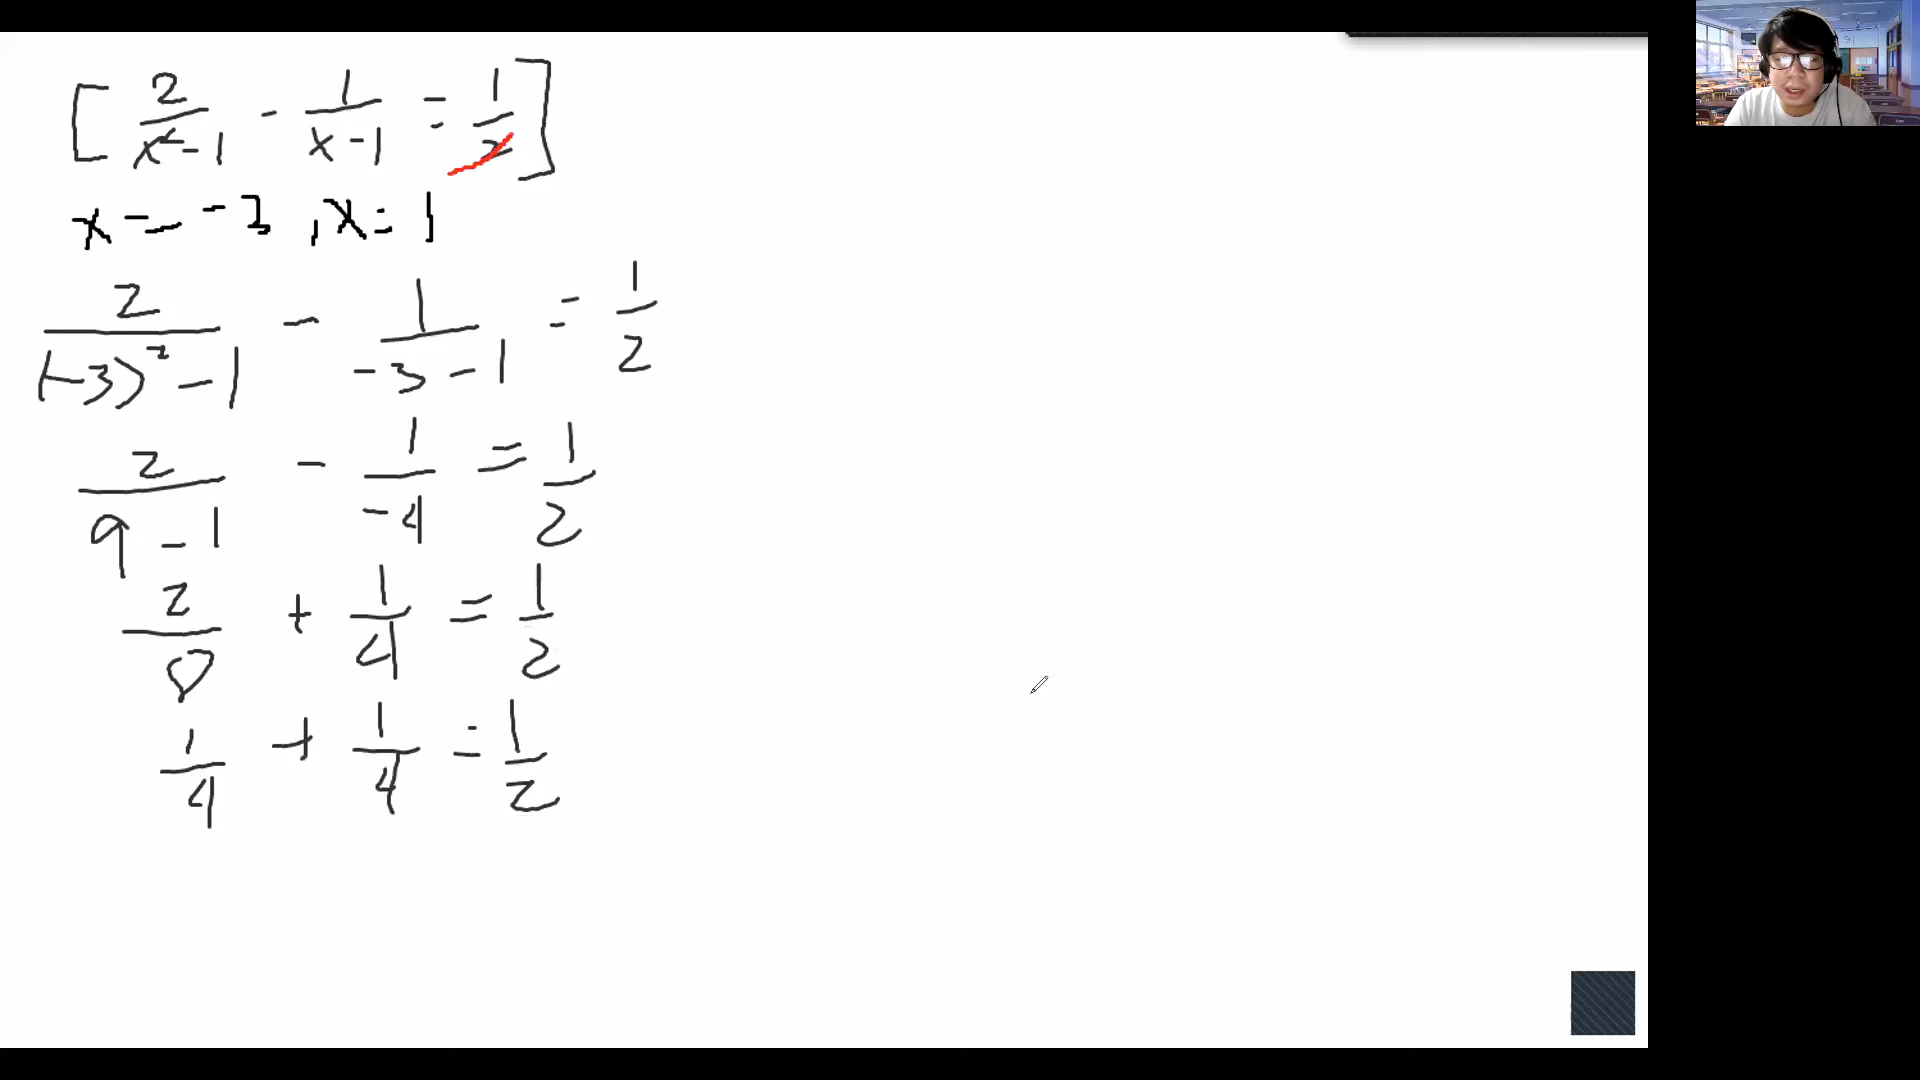 [ 2/(x²-1) - 1/(x-1) = 1/2 ]
x = -3, x = 1
2/((-3)²-1) - 1/(-3-1) = 1/2
2/(9-1) - 1/(-4) = 1/2
2/8 + 1/4 = 1/2
1/4 + 1/4 = 1/2